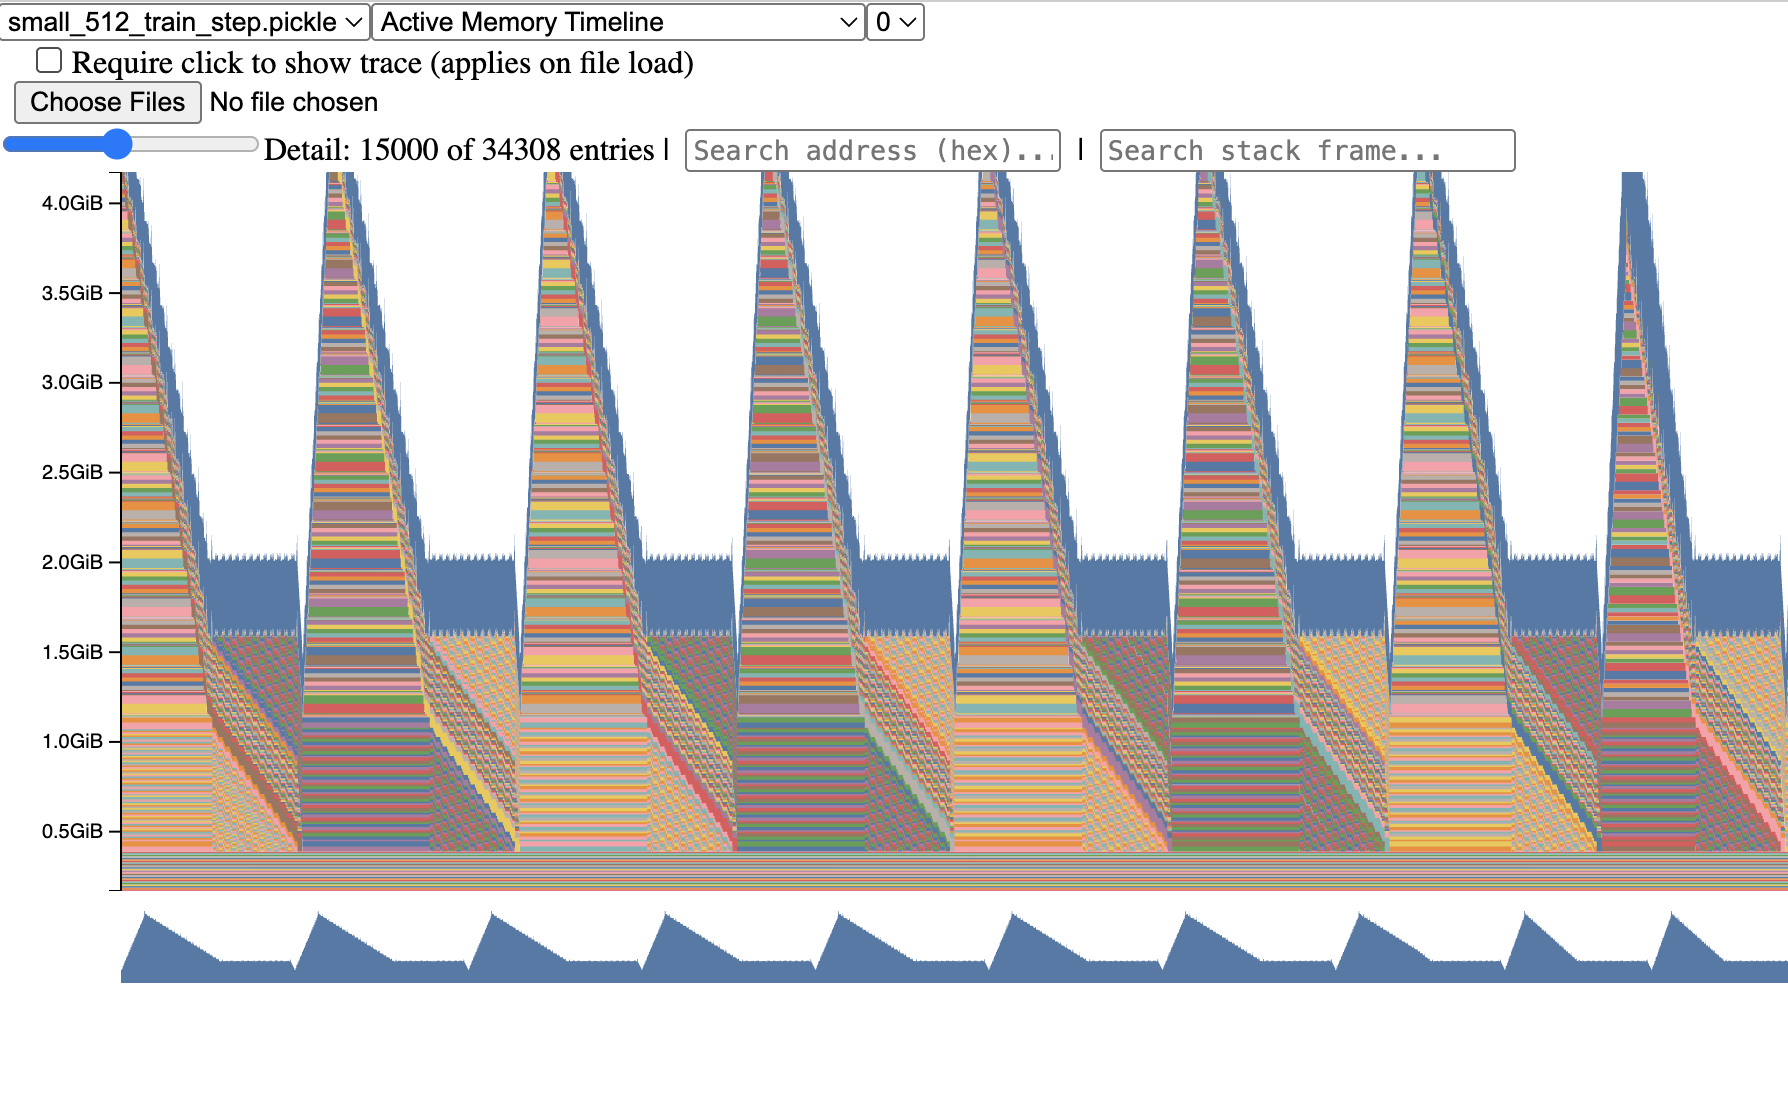 small_512_train_step.pickle Active Memory Timeline 0
Require click to show trace (applies on file load)
Choose Files No file chosen
Detail: 15000 of 34308 entries | Search address (hex)... | Search stack frame...
4.0GiB
3.5GiB
3.0GiB
2.5GiB
2.0GiB
1.5GiB
1.0GiB
0.5GiB